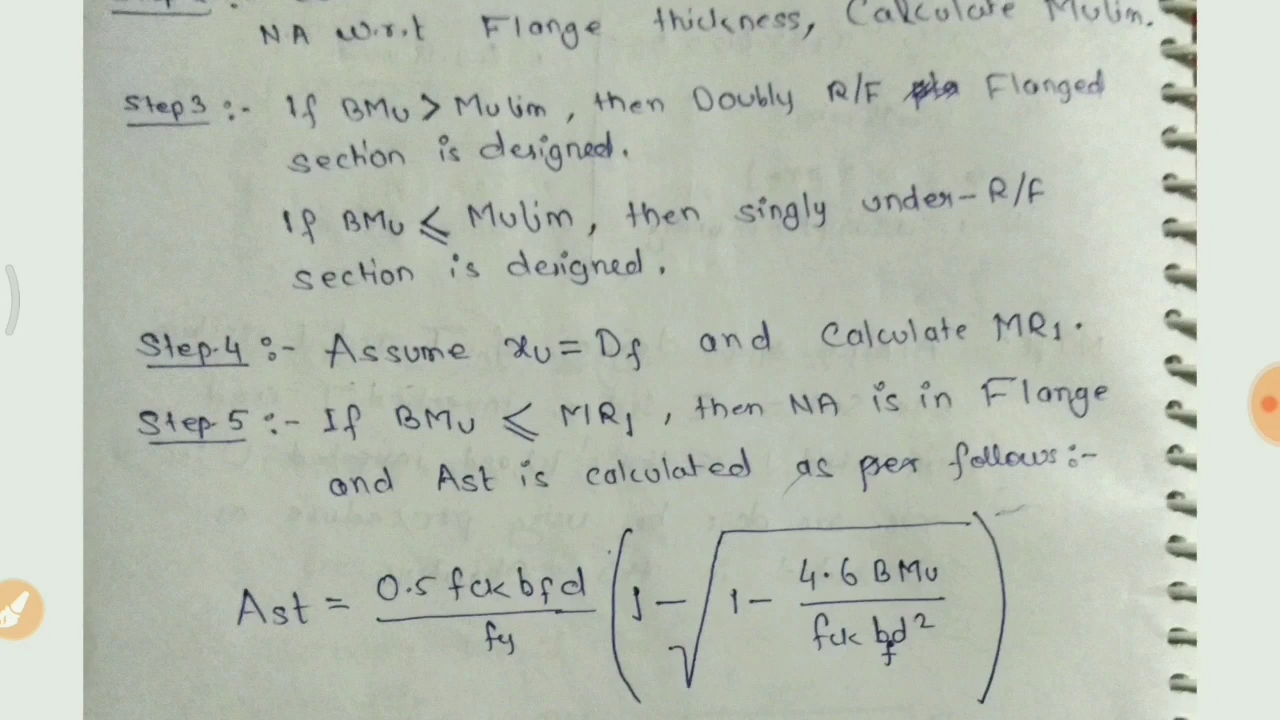 NA w.r.t Flange thickness, Calculate Mulim.
Step 3 :- If BMu > Mulim, then Doubly R/F Flanged
section is designed.
If BMu ⩽ Mulim, then singly under-R/F
section is designed.
Step-4 :- Assume xu = Df and Calculate MR1.
Step-5 :- If BMu ⩽ MR1, then NA is in Flange
and Ast is calculated as per follows :-
Ast = 0.5 fck bf d / fy (1 - √(1 - 4.6 BMu / fck bf d²))